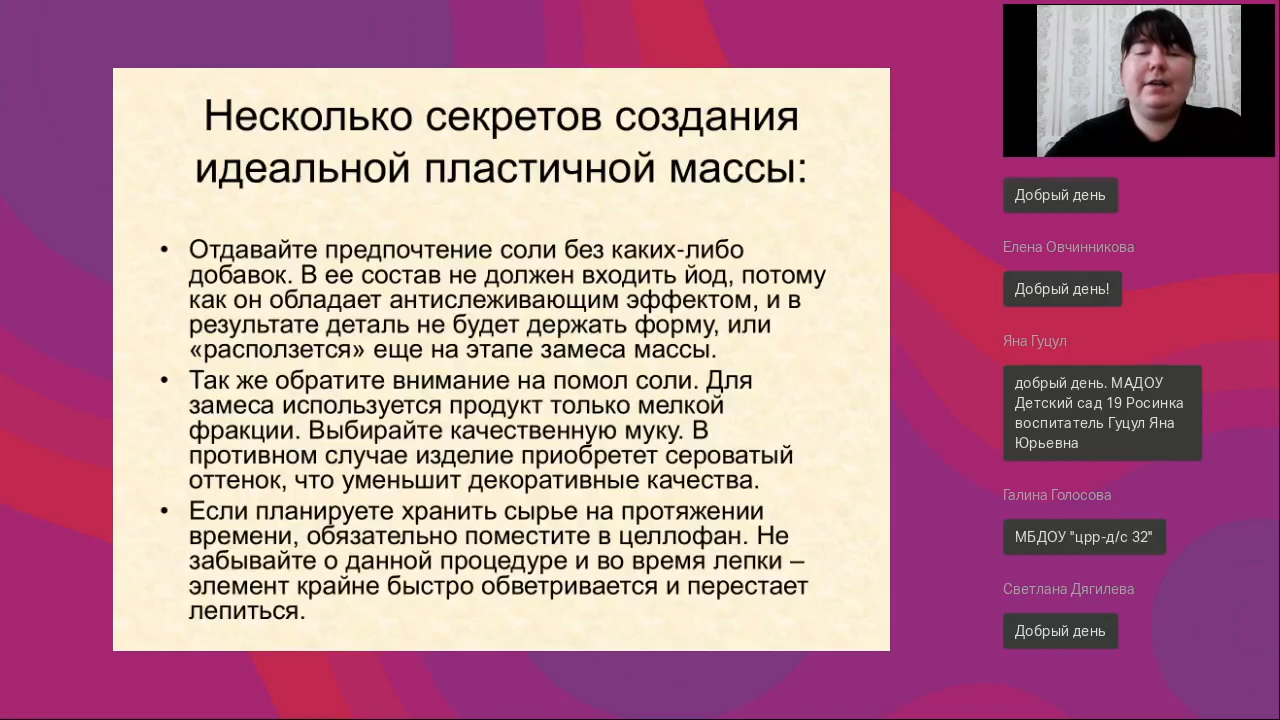 Несколько секретов создания
идеальной пластичной массы:
• Отдавайте предпочтение соли без каких-либо
добавок. В ее состав не должен входить йод, потому
как он обладает антислеживающим эффектом, и в
результате деталь не будет держать форму, или
«расползется» еще на этапе замеса массы.
• Так же обратите внимание на помол соли. Для
замеса используется продукт только мелкой
фракции. Выбирайте качественную муку. В
противном случае изделие приобретет сероватый
оттенок, что уменьшит декоративные качества.
• Если планируете хранить сырье на протяжении
времени, обязательно поместите в целлофан. Не
забывайте о данной процедуре и во время лепки –
элемент крайне быстро обветривается и перестает
лепиться.
Добрый день
Елена Овчинникова
Добрый день!
Яна Гуцул
добрый день. МАДОУ
Детский сад 19 Росинка
воспитатель Гуцул Яна
Юрьевна
Галина Голосова
МБДОУ "црр-д/с 32"
Светлана Дягилева
Добрый день